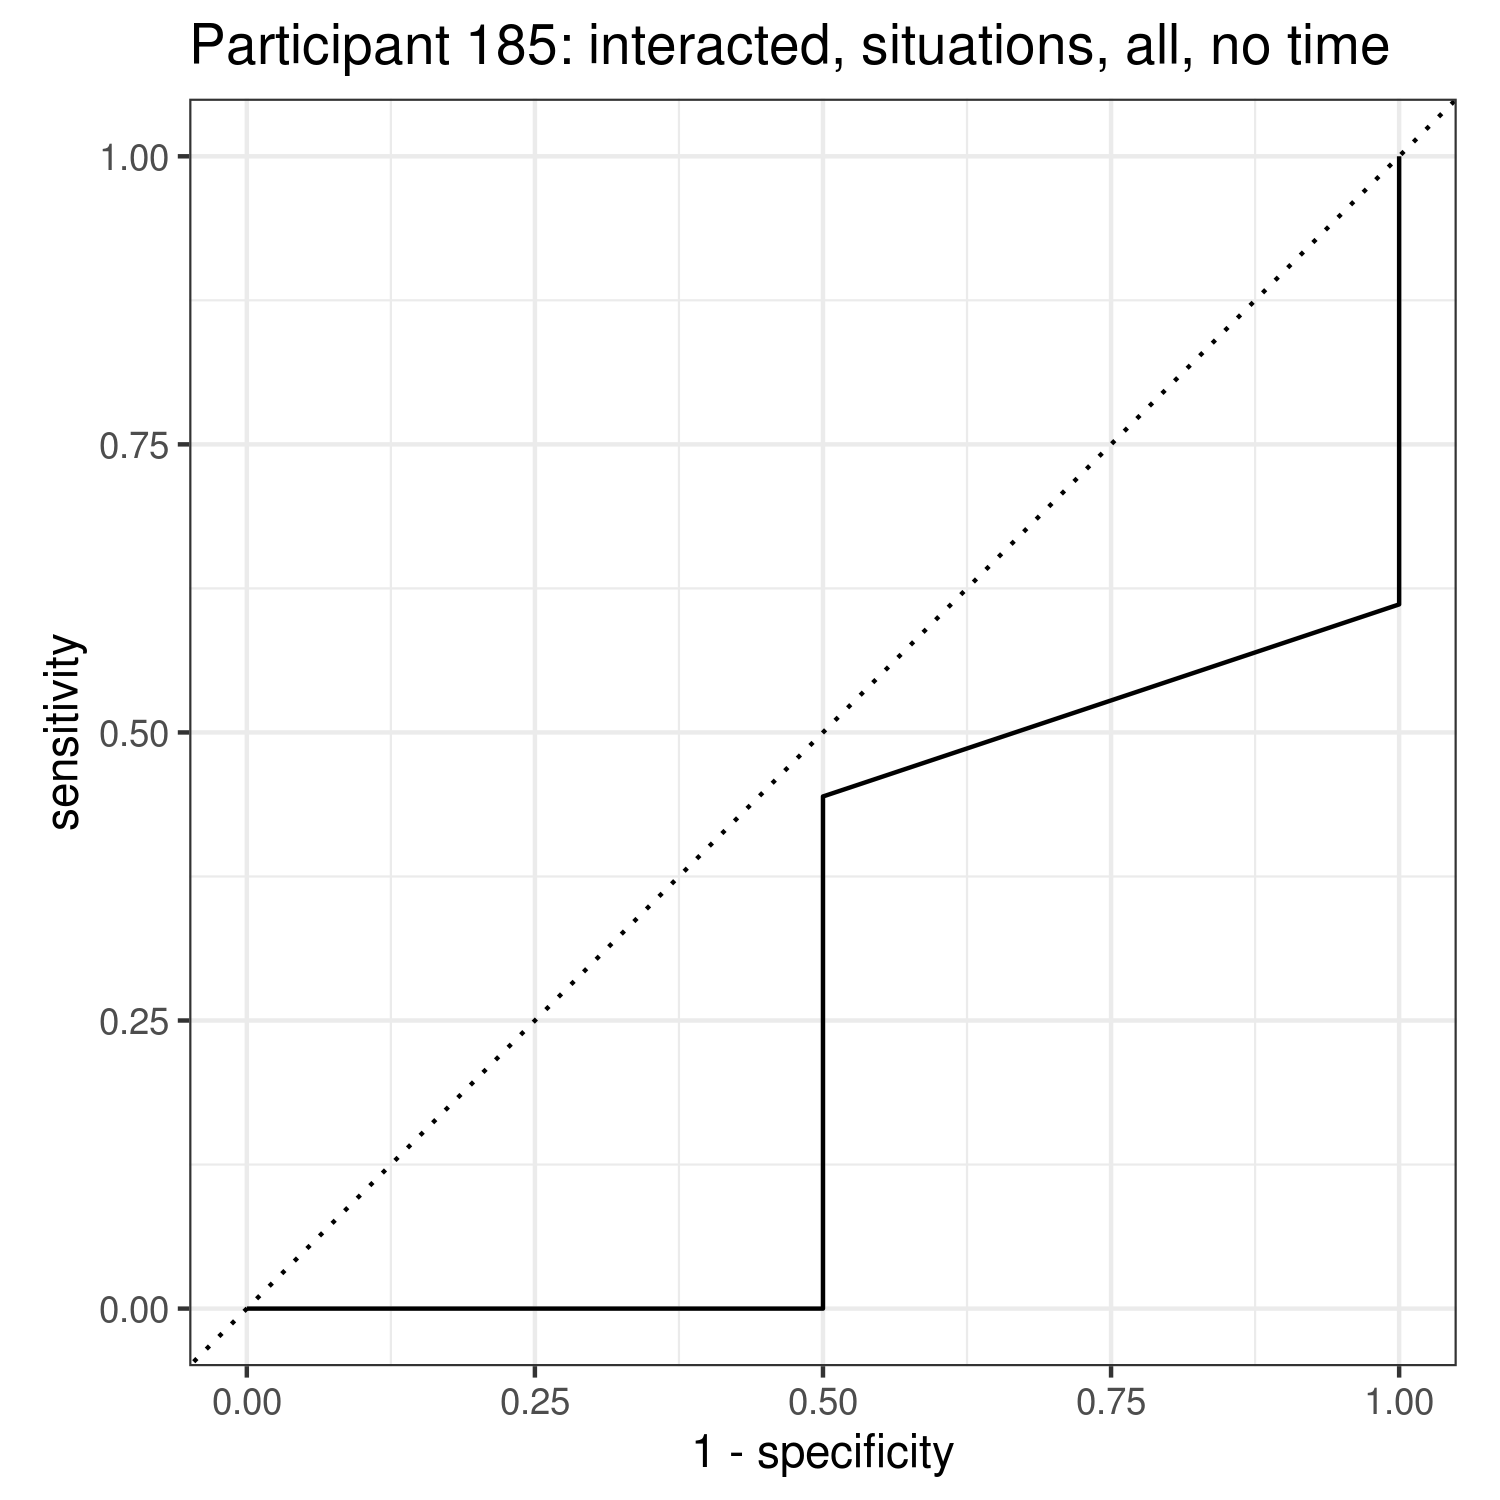 Participant 185: interacted, situations, all, no time
1.00
0.75
0.50
0.25
0.00
sensitivity
0.00 0.25 0.50 0.75 1.00
1 - specificity